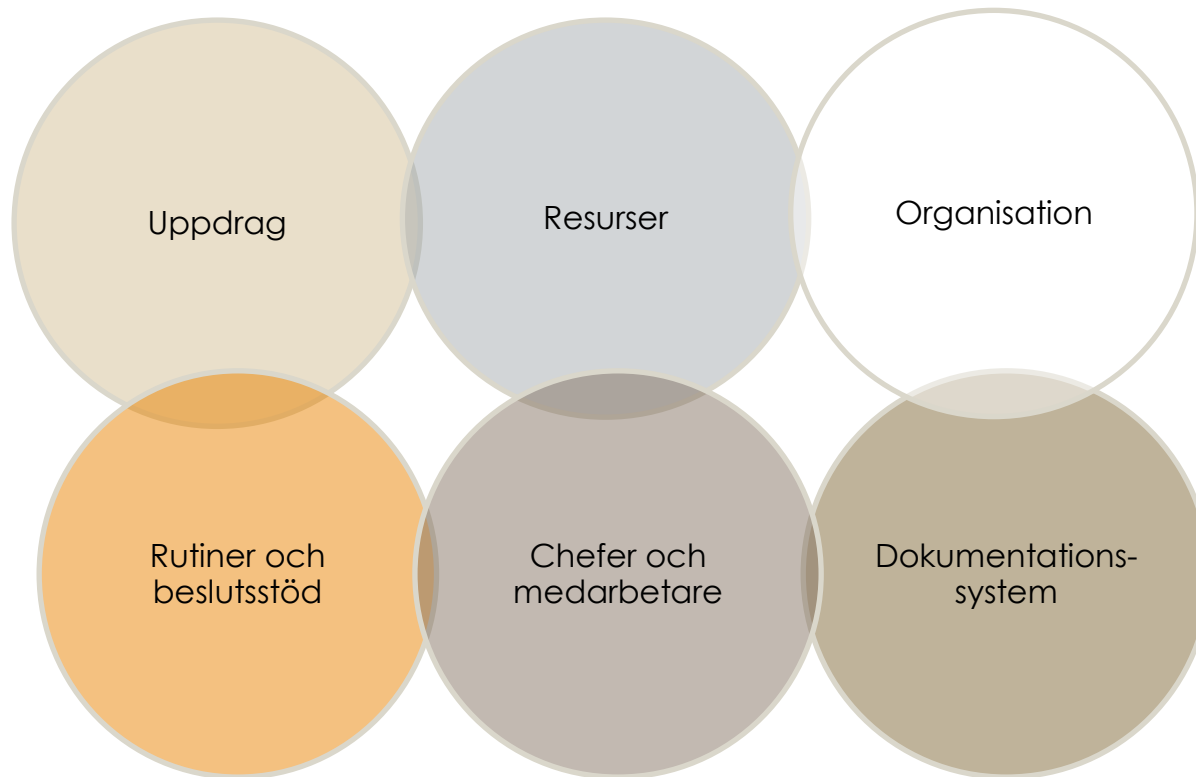 Uppdrag
Resurser
Organisation
Rutiner och
beslutsstöd
Chefer och
medarbetare
Dokumentations-
system